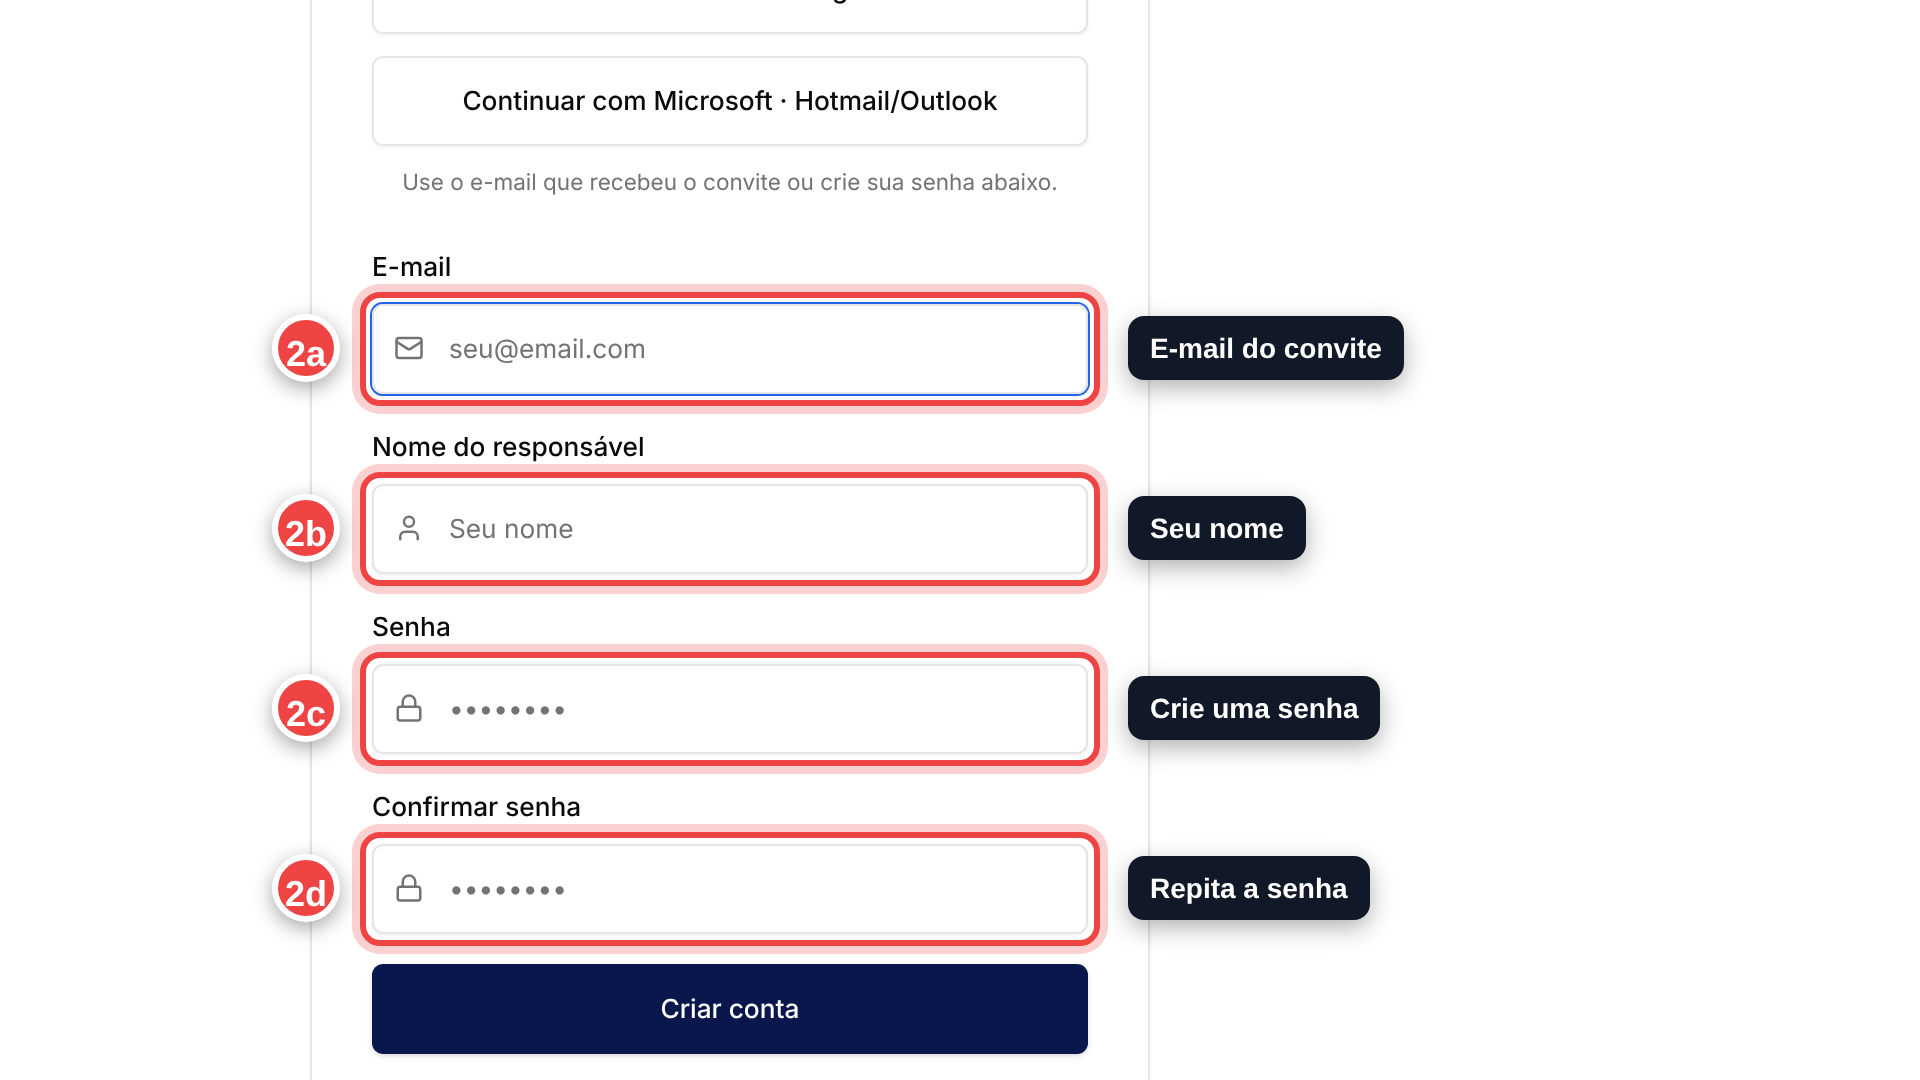 Continuar com Microsoft · Hotmail/Outlook
Use o e-mail que recebeu o convite ou crie sua senha abaixo.
E-mail
2a
seu@email.com
E-mail do convite
Nome do responsável
2b
Seu nome
Seu nome
Senha
2c
••••••••
Crie uma senha
Confirmar senha
2d
••••••••
Repita a senha
Criar conta